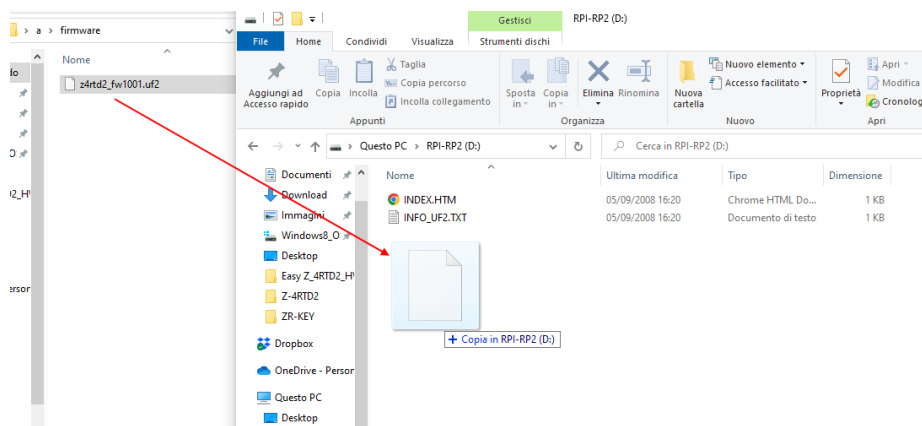 a > firmware
Nome
z4rtd2_fw1001.uf2
do
O:
2_H
erson
Gestisci
RPI-RP2 (D:)
File
Home
Condividi
Visualizza
Strumenti dischi
Aggiungi ad
Accesso rapido
Copia
Incolla
Taglia
Copia percorso
Incolla collegamento
Appunti
Sposta
in
Copia
in
Elimina
Rinomina
Organizza
Nuova
cartella
Nuovo elemento
Accesso facilitato
Nuovo
Proprietà
Apri
Modifica
Cronolog
Apri
Questo PC > RPI-RP2 (D:)
Cerca in RPI-RP2 (D:)
Documenti
Download
Immagini
Windows8_O
Desktop
Easy Z_4RTD2_H
Z-4RTD2
ZR-KEY
Dropbox
OneDrive - Person
Questo PC
Desktop
Nome
Ultima modifica
Tipo
Dimensione
INDEX.HTM
05/09/2008 16:20
Chrome HTML Do...
1 KB
INFO_UF2.TXT
05/09/2008 16:20
Documento di testo
1 KB
Copia in RPI-RP2 (D:)